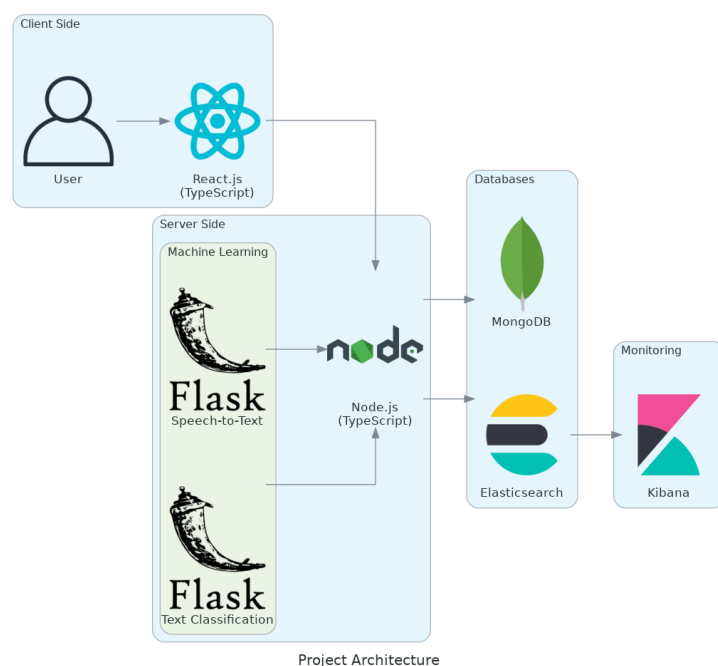 Client Side
User
React.js
(TypeScript)
Server Side
Machine Learning
Flask
Speech-to-Text
Flask
Text Classification
node
Node.js
(TypeScript)
Databases
MongoDB
Elasticsearch
Monitoring
Kibana
Project Architecture